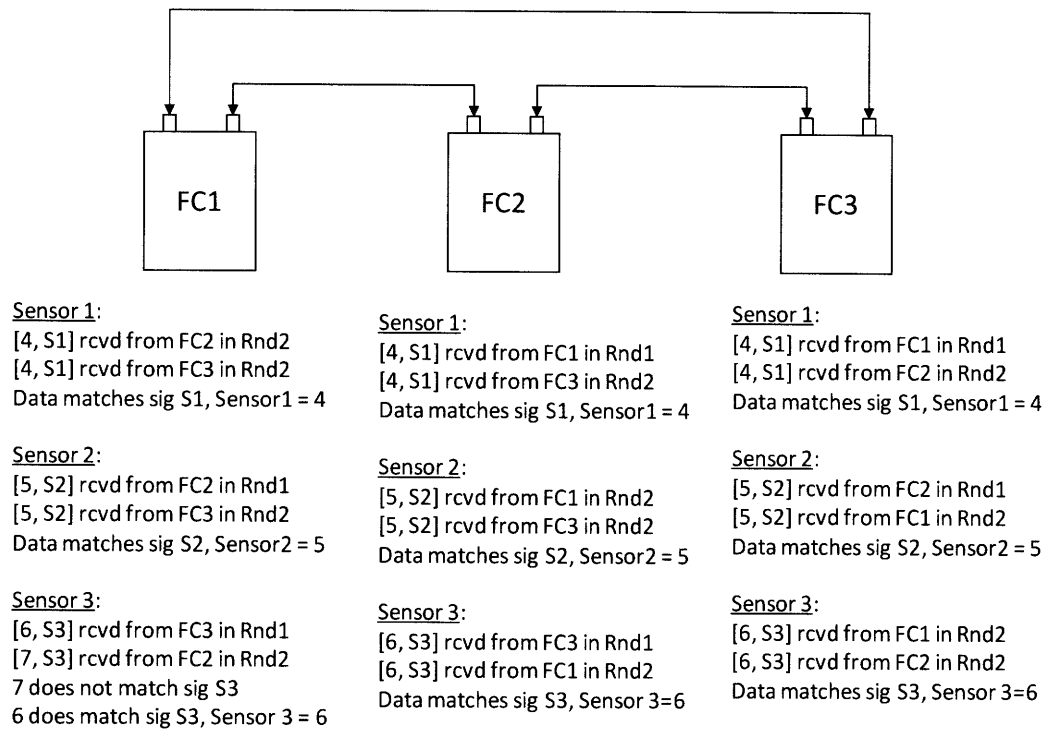 FC1
FC2
FC3
Sensor 1:
[4, S1] rcvd from FC2 in Rnd2
[4, S1] rcvd from FC3 in Rnd2
Data matches sig S1, Sensor1 = 4
Sensor 2:
[5, S2] rcvd from FC2 in Rnd1
[5, S2] rcvd from FC3 in Rnd2
Data matches sig S2, Sensor2 = 5
Sensor 3:
[6, S3] rcvd from FC3 in Rnd1
[7, S3] rcvd from FC2 in Rnd2
7 does not match sig S3
6 does match sig S3, Sensor 3 = 6
Sensor 1:
[4, S1] rcvd from FC1 in Rnd1
[4, S1] rcvd from FC3 in Rnd2
Data matches sig S1, Sensor1 = 4
Sensor 2:
[5, S2] rcvd from FC1 in Rnd2
[5, S2] rcvd from FC3 in Rnd2
Data matches sig S2, Sensor2 = 5
Sensor 3:
[6, S3] rcvd from FC3 in Rnd1
[6, S3] rcvd from FC1 in Rnd2
Data matches sig S3, Sensor 3=6
Sensor 1:
[4, S1] rcvd from FC1 in Rnd1
[4, S1] rcvd from FC2 in Rnd2
Data matches sig S1, Sensor1 = 4
Sensor 2:
[5, S2] rcvd from FC2 in Rnd1
[5, S2] rcvd from FC1 in Rnd2
Data matches sig S2, Sensor2 = 5
Sensor 3:
[6, S3] rcvd from FC1 in Rnd2
[6, S3] rcvd from FC2 in Rnd2
Data matches sig S3, Sensor 3=6